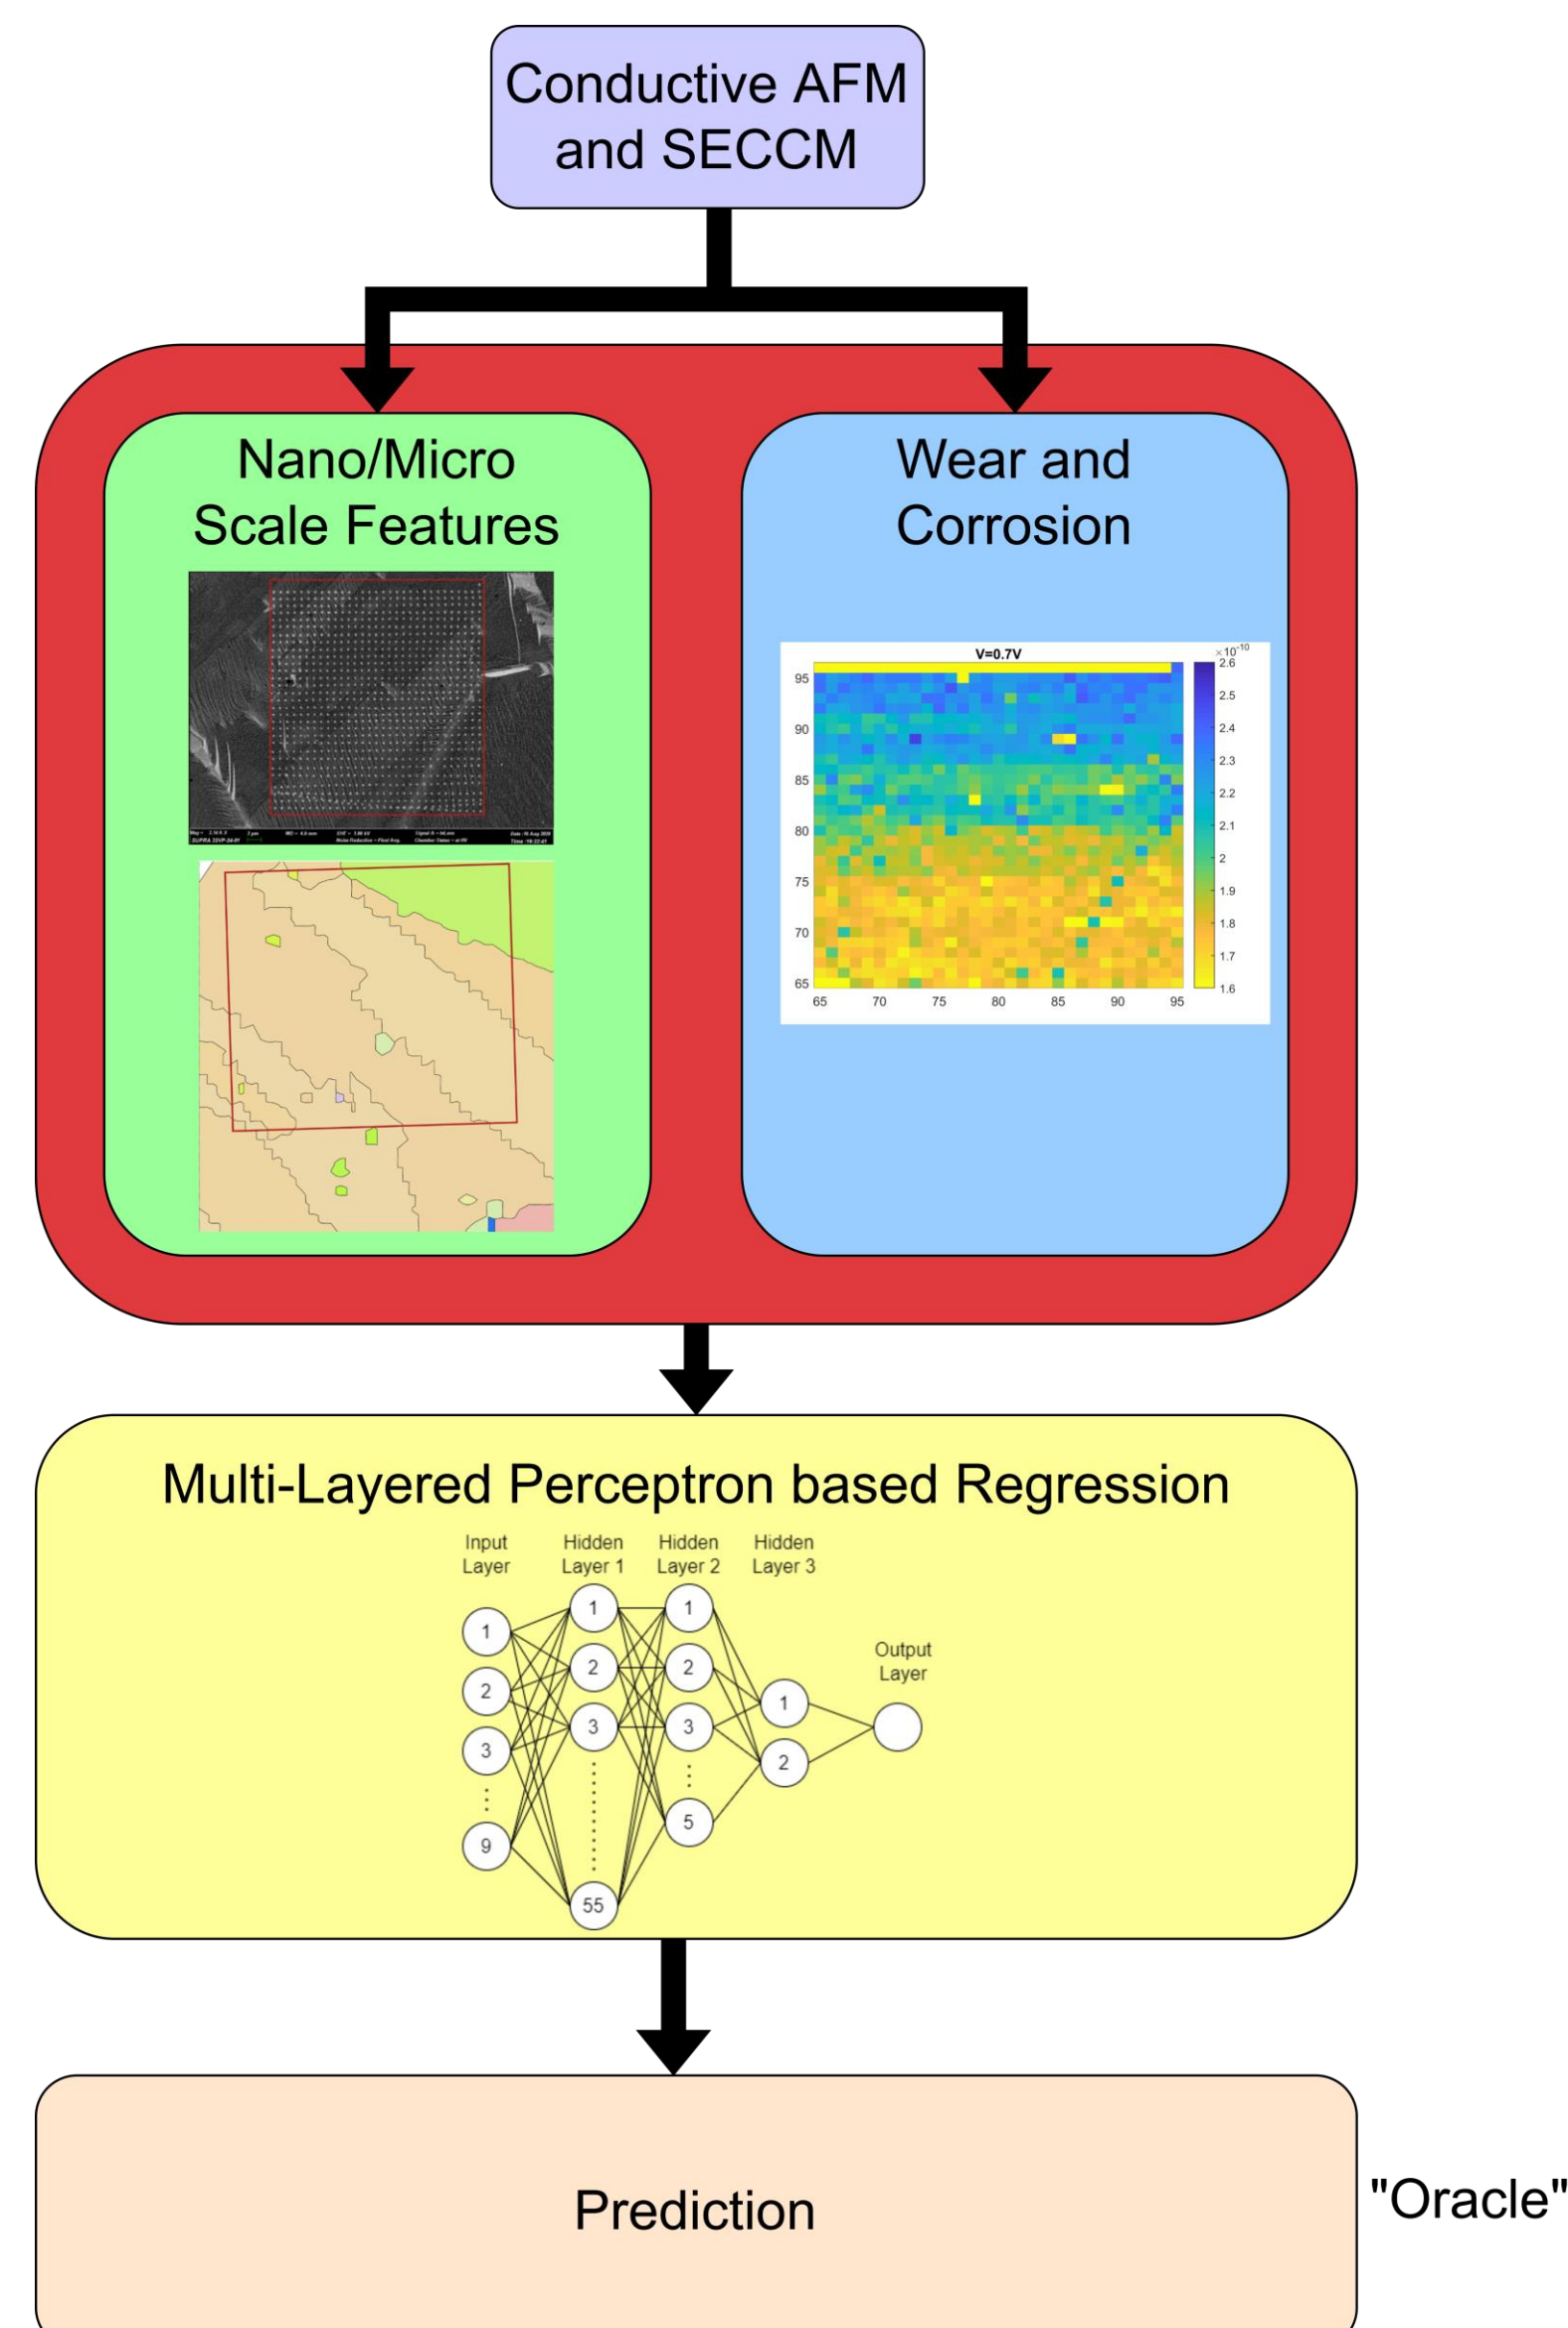 Conductive AFM
and SECCM
Nano/Micro
Scale Features
Wear and
Corrosion
V=0.7V
×10⁻¹⁰
95
90
85
80
75
70
65
65 70 75 80 85 90 95
2.6
2.5
2.4
2.3
2.2
2.1
2
1.9
1.8
1.7
1.6
Multi-Layered Perceptron based Regression
Input
Layer
Hidden
Layer 1
Hidden
Layer 2
Hidden
Layer 3
Output
Layer
1
2
3
9
1
2
3
55
1
2
3
5
1
2
Prediction
"Oracle"